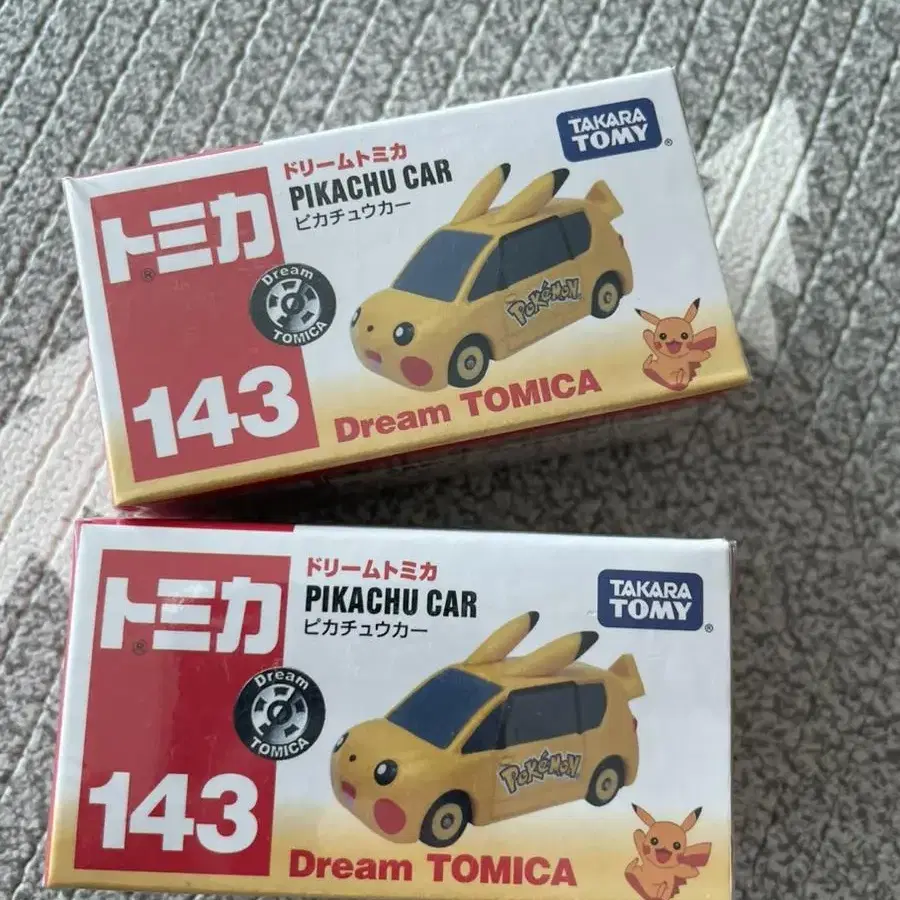 TAKARA
TOMY
ドリームトミカ
PIKACHU CAR
ピカチュウカー
トミカ
Dream
TOMICA
POKéMON
143
Dream TOMICA
TAKARA
TOMY
ドリームトミカ
PIKACHU CAR
ピカチュウカー
トミカ
Dream
TOMICA
POKéMON
143
Dream TOMICA